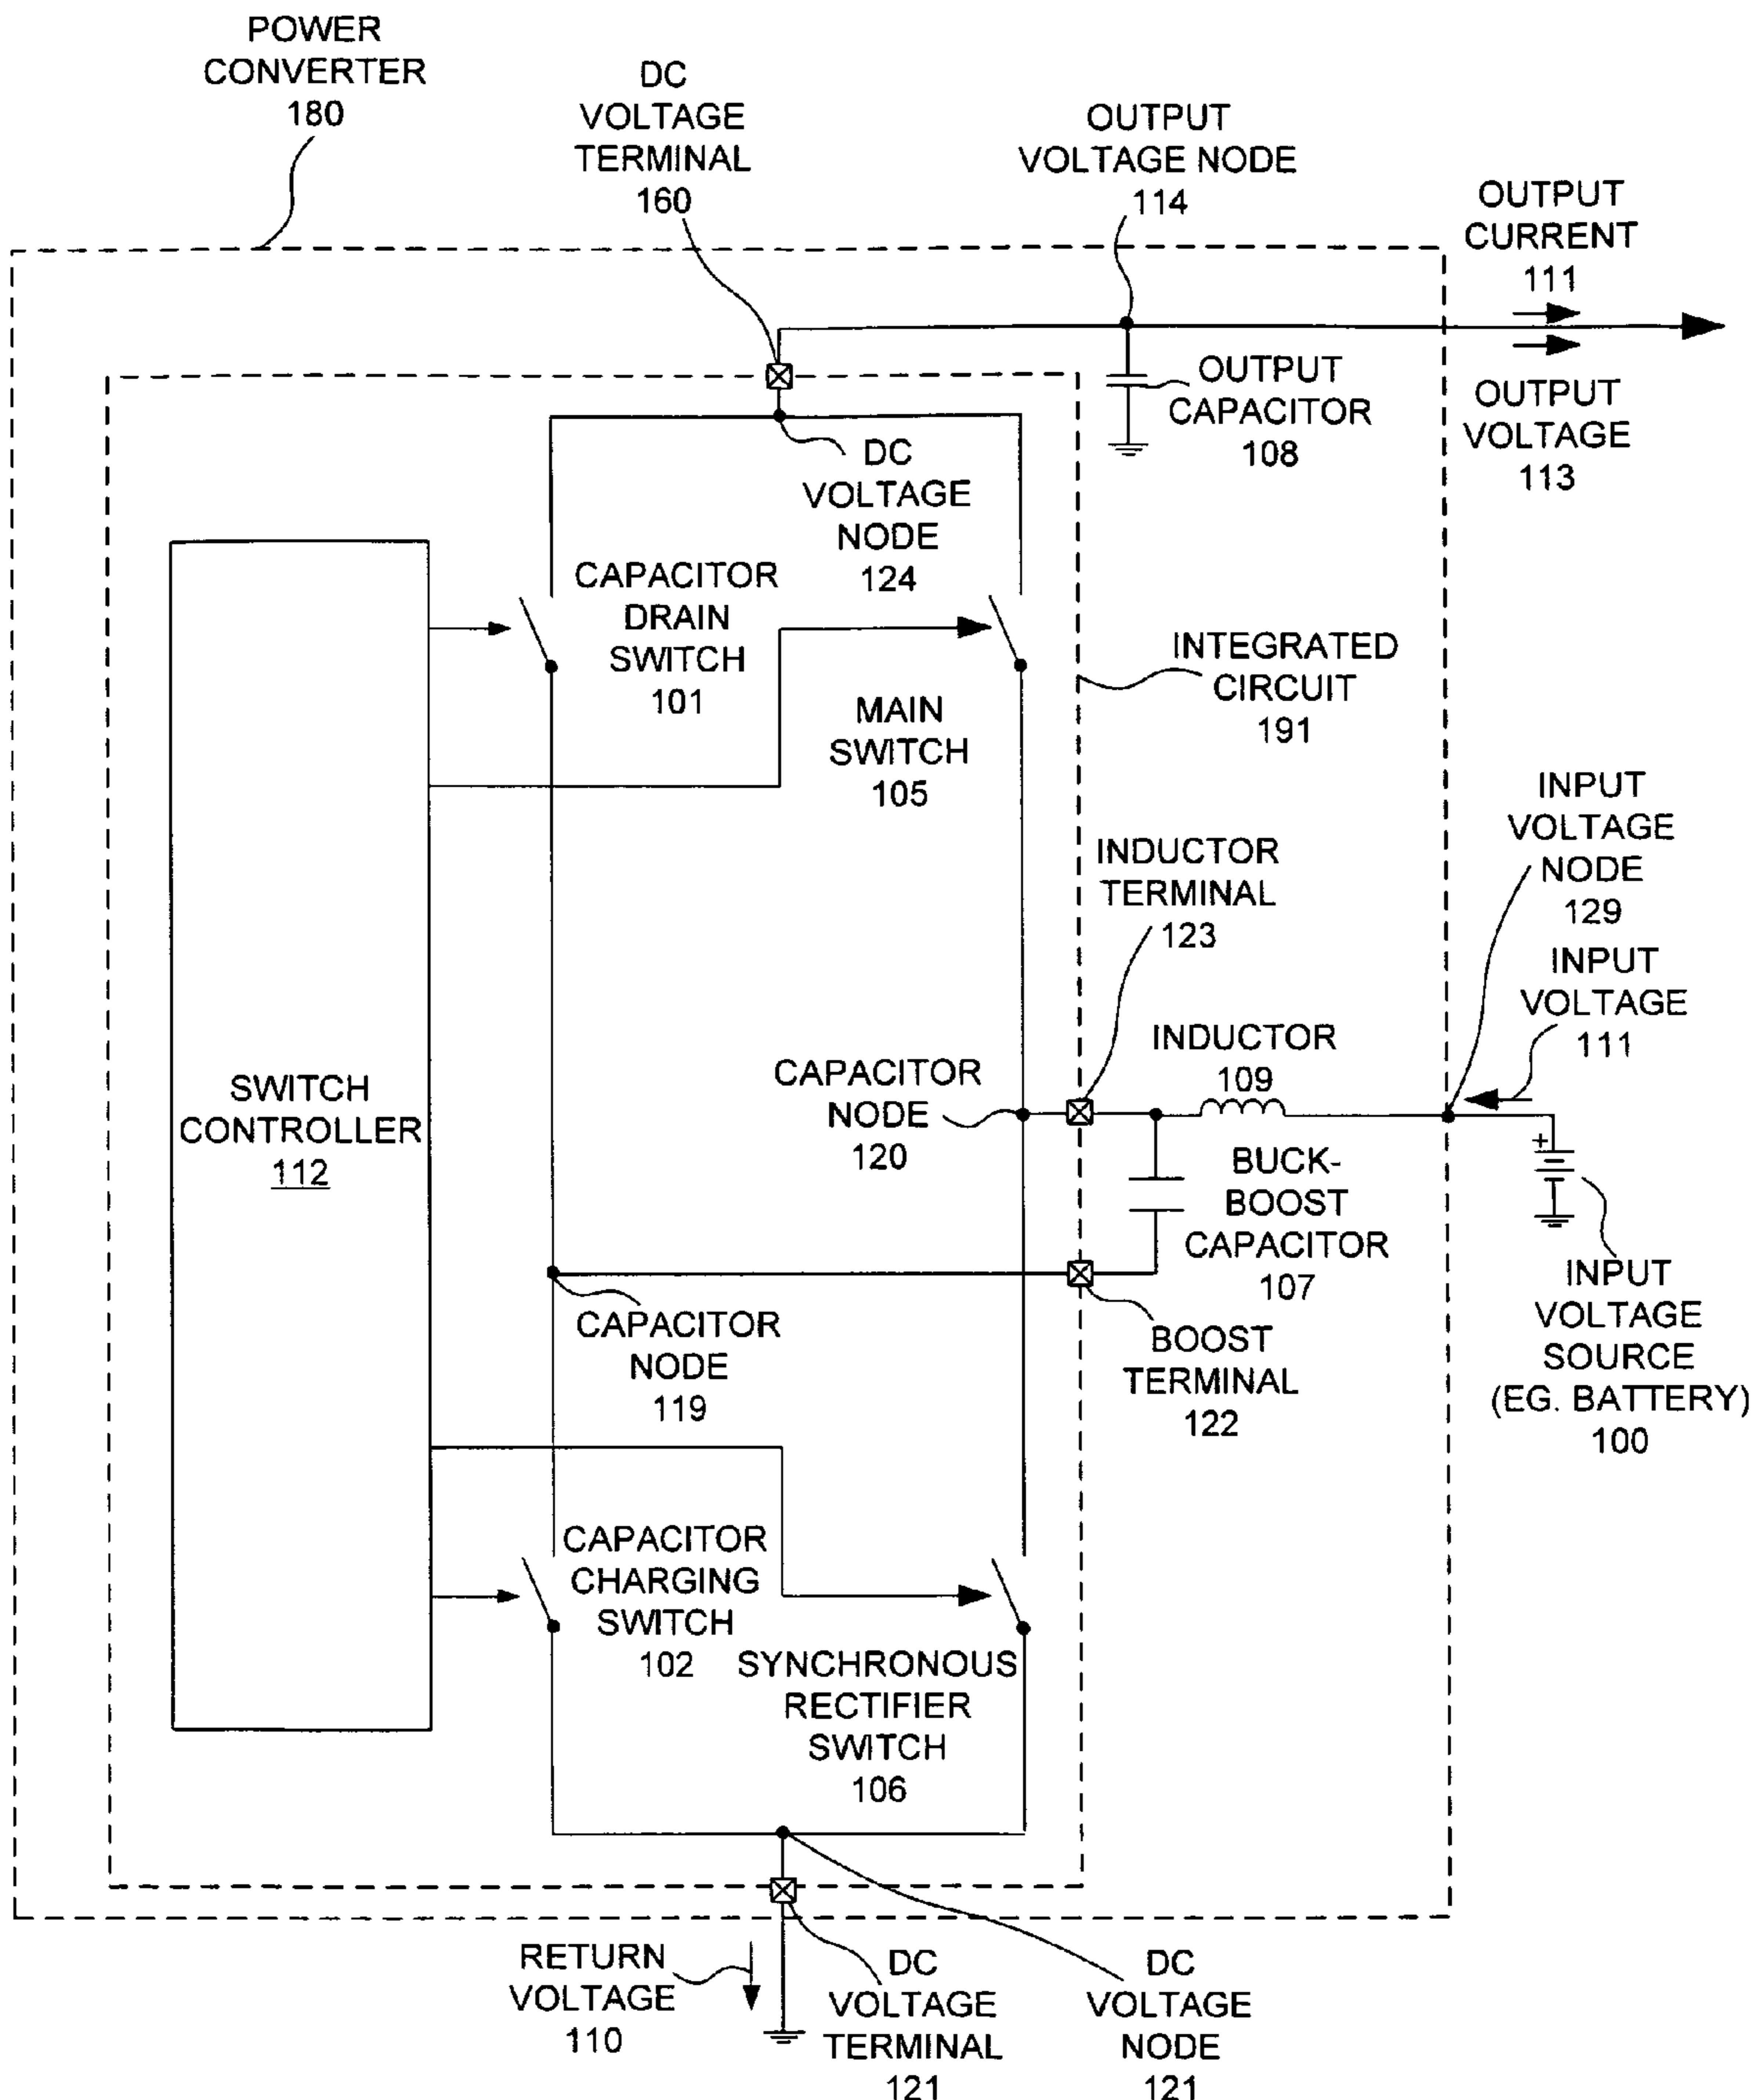 POWER
CONVERTER
180
DC
VOLTAGE
TERMINAL
160
OUTPUT
VOLTAGE NODE
114
OUTPUT
CURRENT
111
OUTPUT
CAPACITOR
108
OUTPUT
VOLTAGE
113
DC
VOLTAGE
NODE
124
CAPACITOR
DRAIN
SWITCH
101
MAIN
SWITCH
105
INTEGRATED
CIRCUIT
191
INPUT
VOLTAGE
NODE
129
INDUCTOR
TERMINAL
123
INPUT
VOLTAGE
111
INDUCTOR
109
CAPACITOR
NODE
120
SWITCH
CONTROLLER
112
+
BUCK-
BOOST
CAPACITOR
107
INPUT
VOLTAGE
SOURCE
(EG. BATTERY)
100
CAPACITOR
NODE
119
BOOST
TERMINAL
122
CAPACITOR
CHARGING
SWITCH
102
SYNCHRONOUS
RECTIFIER
SWITCH
106
RETURN
VOLTAGE
110
DC
VOLTAGE
TERMINAL
121
DC
VOLTAGE
NODE
121